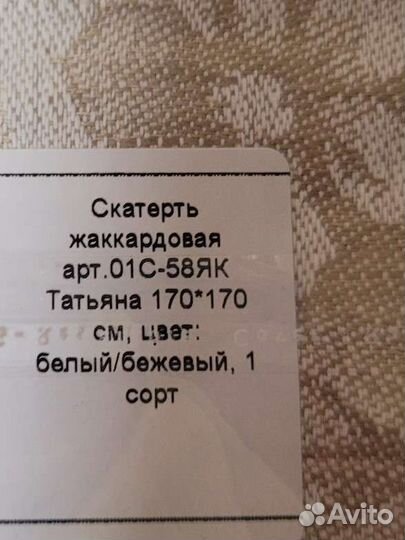 Скатерть
жаккардовая
арт.01С-58ЯК
Татьяна 170*170
см, цвет:
белый/бежевый, 1
сорт
Avito